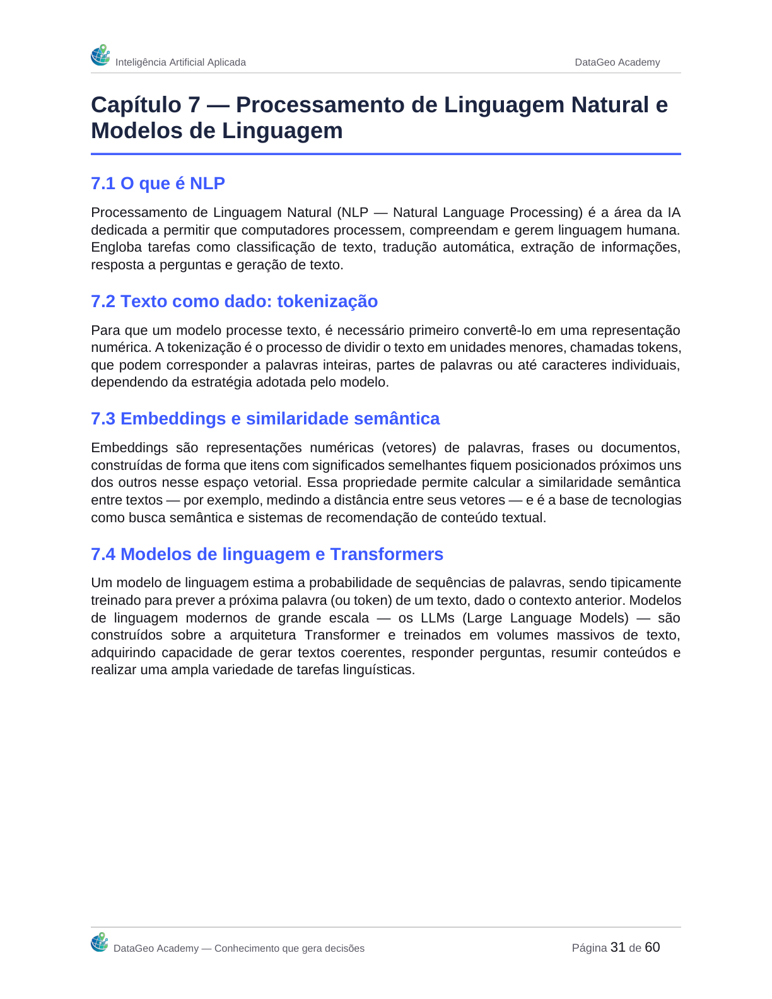 Inteligência Artificial Aplicada DataGeo Academy
Capítulo 7 — Processamento de Linguagem Natural e
Modelos de Linguagem
7.1 O que é NLP
Processamento de Linguagem Natural (NLP — Natural Language Processing) é a área da IA
dedicada a permitir que computadores processem, compreendam e gerem linguagem humana.
Engloba tarefas como classificação de texto, tradução automática, extração de informações,
resposta a perguntas e geração de texto.
7.2 Texto como dado: tokenização
Para que um modelo processe texto, é necessário primeiro convertê-lo em uma representação
numérica. A tokenização é o processo de dividir o texto em unidades menores, chamadas tokens,
que podem corresponder a palavras inteiras, partes de palavras ou até caracteres individuais,
dependendo da estratégia adotada pelo modelo.
7.3 Embeddings e similaridade semântica
Embeddings são representações numéricas (vetores) de palavras, frases ou documentos,
construídas de forma que itens com significados semelhantes fiquem posicionados próximos uns
dos outros nesse espaço vetorial. Essa propriedade permite calcular a similaridade semântica
entre textos — por exemplo, medindo a distância entre seus vetores — e é a base de tecnologias
como busca semântica e sistemas de recomendação de conteúdo textual.
7.4 Modelos de linguagem e Transformers
Um modelo de linguagem estima a probabilidade de sequências de palavras, sendo tipicamente
treinado para prever a próxima palavra (ou token) de um texto, dado o contexto anterior. Modelos
de linguagem modernos de grande escala — os LLMs (Large Language Models) — são
construídos sobre a arquitetura Transformer e treinados em volumes massivos de texto,
adquirindo capacidade de gerar textos coerentes, responder perguntas, resumir conteúdos e
realizar uma ampla variedade de tarefas linguísticas.
DataGeo Academy — Conhecimento que gera decisões Página 31 de 60